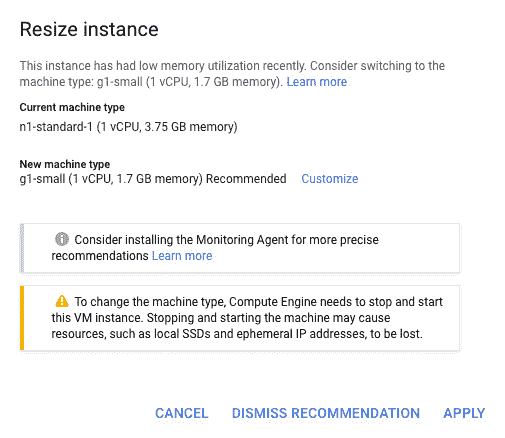 Resize instance
This instance has had low memory utilization recently. Consider switching to the
machine type: g1-small (1 vCPU, 1.7 GB memory). Learn more
Current machine type
n1-standard-1 (1 vCPU, 3.75 GB memory)
New machine type
g1-small (1 vCPU, 1.7 GB memory) Recommended Customize
Consider installing the Monitoring Agent for more precise
recommendations Learn more
To change the machine type, Compute Engine needs to stop and start
this VM instance. Stopping and starting the machine may cause
resources, such as local SSDs and ephemeral IP addresses, to be lost.
CANCEL DISMISS RECOMMENDATION APPLY